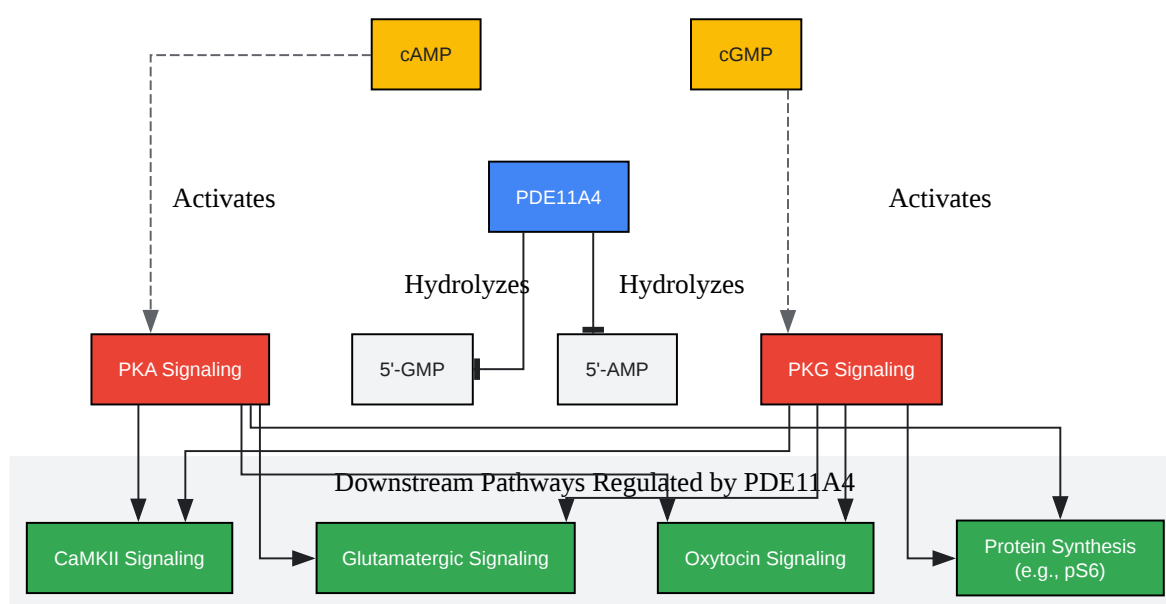 cAMP
cGMP
PDE11A4
Activates
Activates
Hydrolyzes
Hydrolyzes
PKA Signaling
5'-GMP
5'-AMP
PKG Signaling
Downstream Pathways Regulated by PDE11A4
CaMKII Signaling
Glutamatergic Signaling
Oxytocin Signaling
Protein Synthesis
(e.g., pS6)